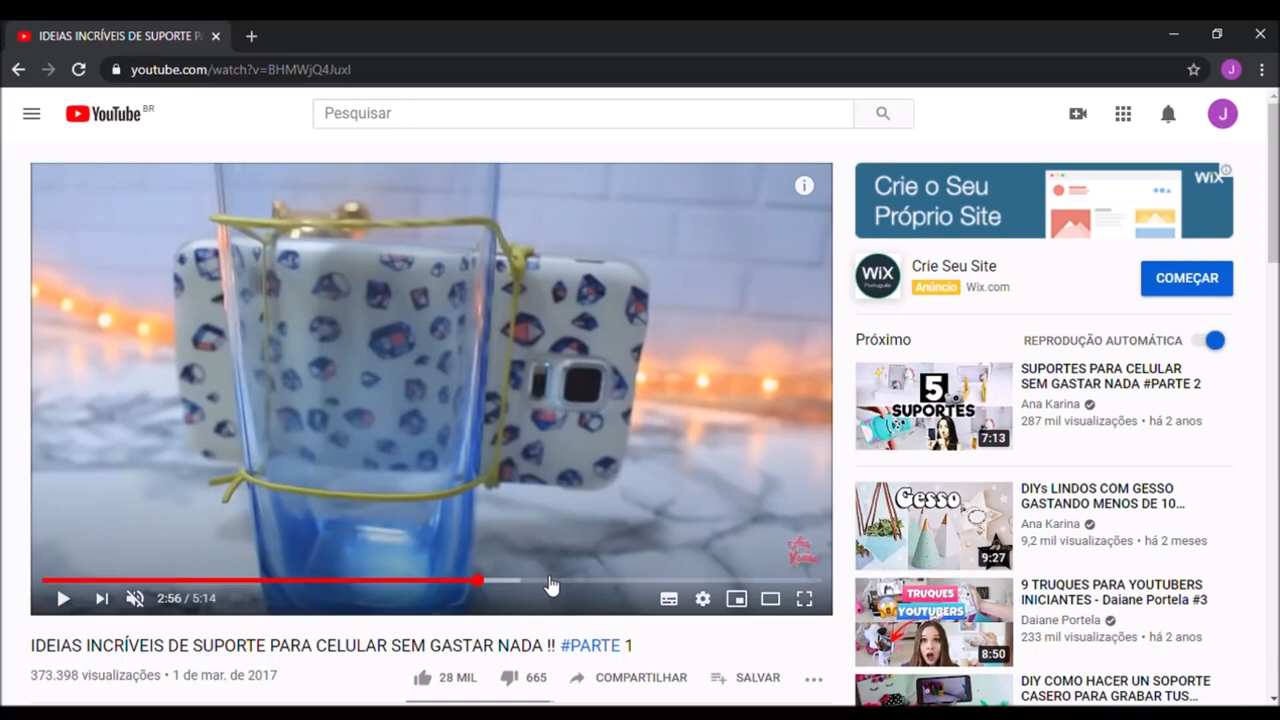 IDEIAS INCRÍVEIS DE SUPORTE P
youtube.com/watch?v=BHMWjQ4JuxI
J
YouTube BR
Pesquisar
J
Crie o Seu
Próprio Site
WiX
WiX
Português
Crie Seu Site
Anúncio Wix.com
COMEÇAR
Próximo
REPRODUÇÃO AUTOMÁTICA
5
SUPORTES
7:13
SUPORTES PARA CELULAR
SEM GASTAR NADA #PARTE 2
Ana Karina
287 mil visualizações • há 2 anos
Gesso
9:27
DIYs LINDOS COM GESSO
GASTANDO MENOS DE 10...
Ana Karina
9,2 mil visualizações • há 2 meses
TRUQUES
YOUTUBERS
8:50
9 TRUQUES PARA YOUTUBERS
INICIANTES - Daiane Portela #3
Daiane Portela
233 mil visualizações • há 2 anos
DIY COMO HACER UN SOPORTE
CASERO PARA GRABAR TUS...
2:56 / 5:14
IDEIAS INCRÍVEIS DE SUPORTE PARA CELULAR SEM GASTAR NADA !! #PARTE 1
373.398 visualizações • 1 de mar. de 2017
28 MIL
665
COMPARTILHAR
SALVAR